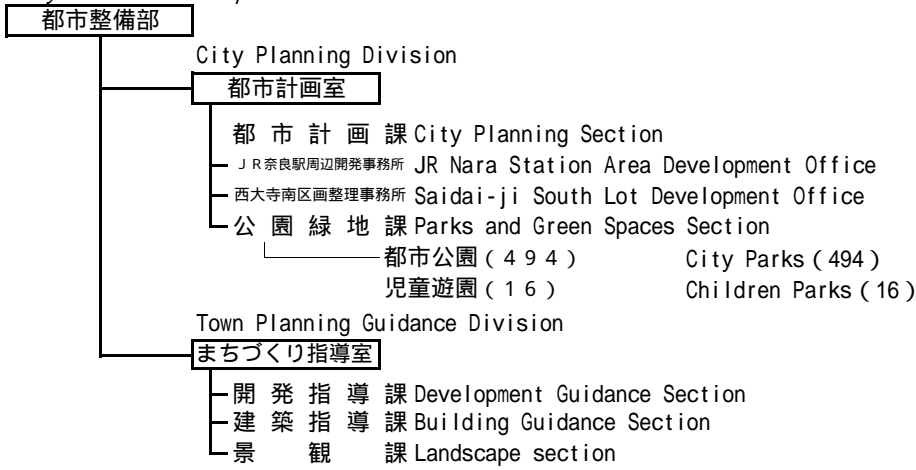 都市整備部
City Planning Division
都市計画室
都市計画課 City Planning Section
ＪＲ奈良駅周辺開発事務所 JR Nara Station Area Development Office
西大寺南区画整理事務所 Saidai-ji South Lot Development Office
公園緑地課 Parks and Green Spaces Section
都市公園(４９４) City Parks(494)
児童遊園(１６) Children Parks(16)
Town Planning Guidance Division
まちづくり指導室
開発指導課 Development Guidance Section
建築指導課 Building Guidance Section
景観課 Landscape section